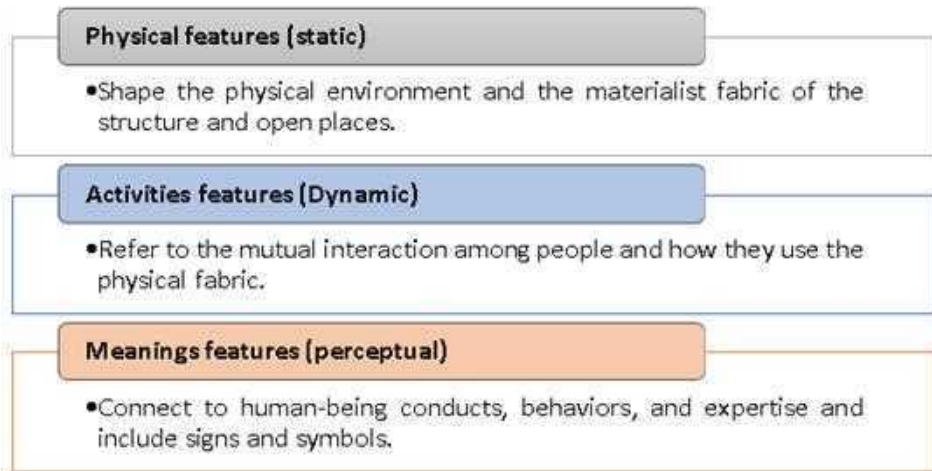 Physical features (static)
•Shape the physical environment and the materialist fabric of the
structure and open places.
Activities features (Dynamic)
•Refer to the mutual interaction among people and how they use the
physical fabric.
Meanings features (perceptual)
•Connect to human-being conducts, behaviors, and expertise and
include signs and symbols.